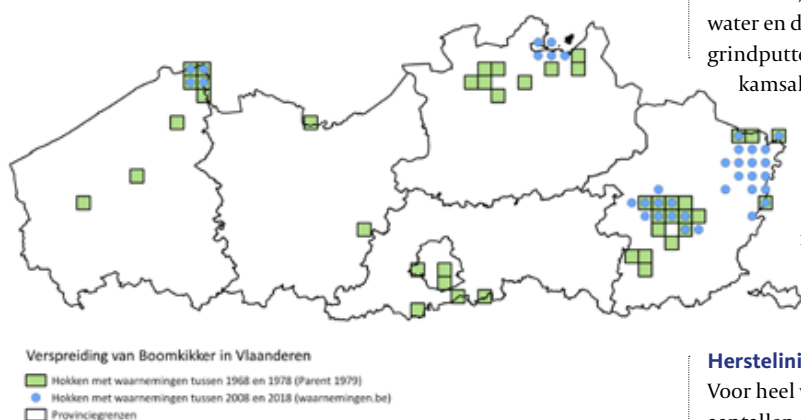 water en d
grindputte
kamsal
Verspreiding van Boomkikker in Vlaanderen
Hokken met waarnemingen tussen 1968 en 1978 (Parent 1979)
Hokken met waarnemingen tussen 2008 en 2018 (waarnemingen.be)
Provinciegrenzen
Herstelini
Voor heel v